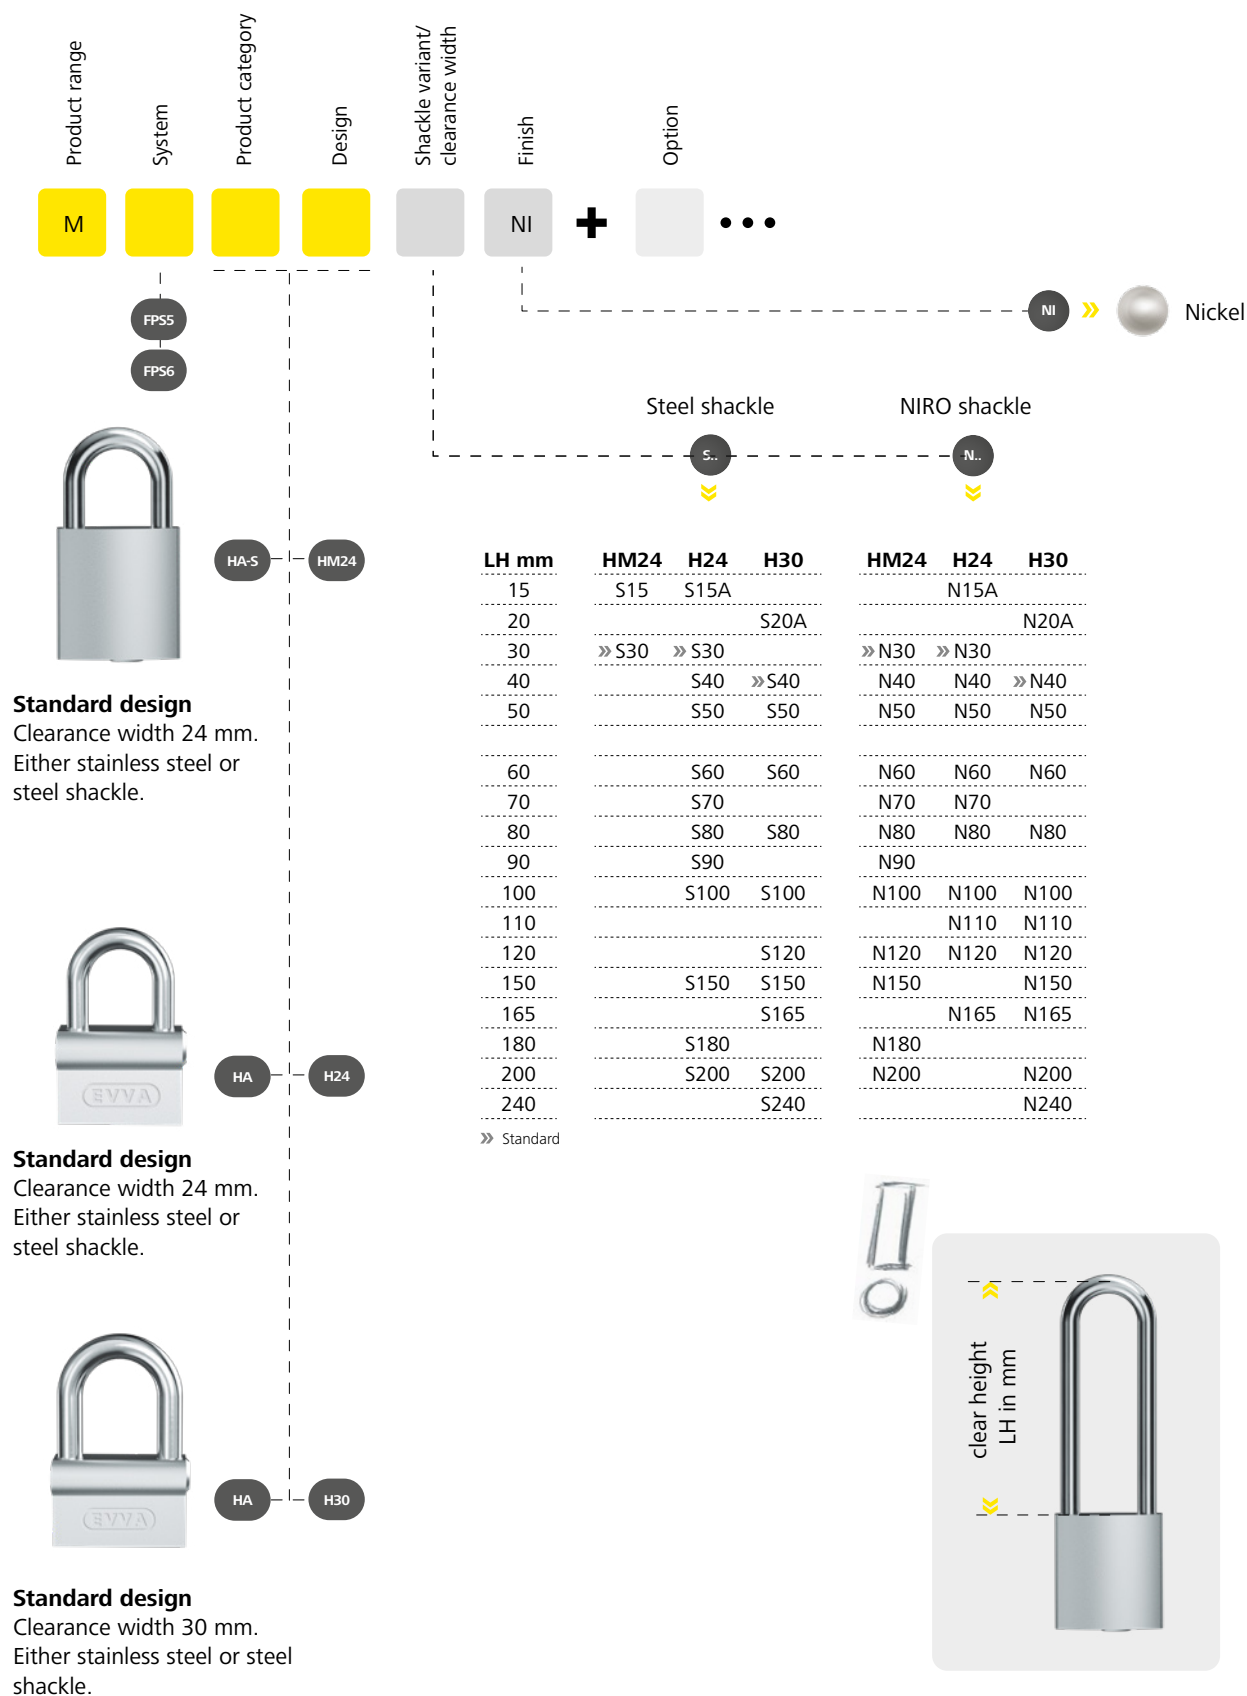 Product range
System
Product category
Design
Shackle variant/
clearance width
Finish
Option
M
NI
FPS5
FPS6
NI » Nickel
Steel shackle NIRO shackle
S.. N..
HA-S HM24
LH mm HM24 H24 H30 HM24 H24 H30
15 S15 S15A N15A
20 S20A N20A
30 » S30 » S30 » N30 » N30
40 S40 » S40 N40 N40 » N40
50 S50 S50 N50 N50 N50
60 S60 S60 N60 N60 N60
70 S70 N70 N70
80 S80 S80 N80 N80 N80
90 S90 N90
100 S100 S100 N100 N100 N100
110 N110 N110
120 S120 N120 N120 N120
150 S150 S150 N150 N150
165 S165 N165 N165
180 S180 N180
200 S200 S200 N200 N200
240 S240 N240
» Standard
Standard design
Clearance width 24 mm.
Either stainless steel or
steel shackle.
EVVA
HA H24
Standard design
Clearance width 24 mm.
Either stainless steel or
steel shackle.
EVVA
HA H30
Standard design
Clearance width 30 mm.
Either stainless steel or steel
shackle.
!
clear height
LH in mm